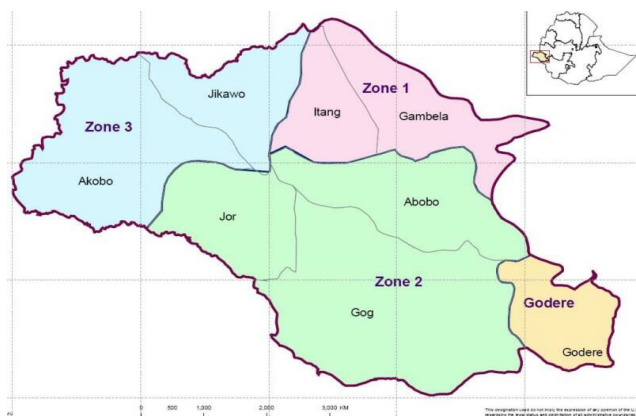 Jikawo
Zone 1
Itang
Gambela
Zone 3
Akobo
Abobo
Jor
Zone 2
Gog
Godere
Godere
0
500
1,000
2,000
3,000 KM